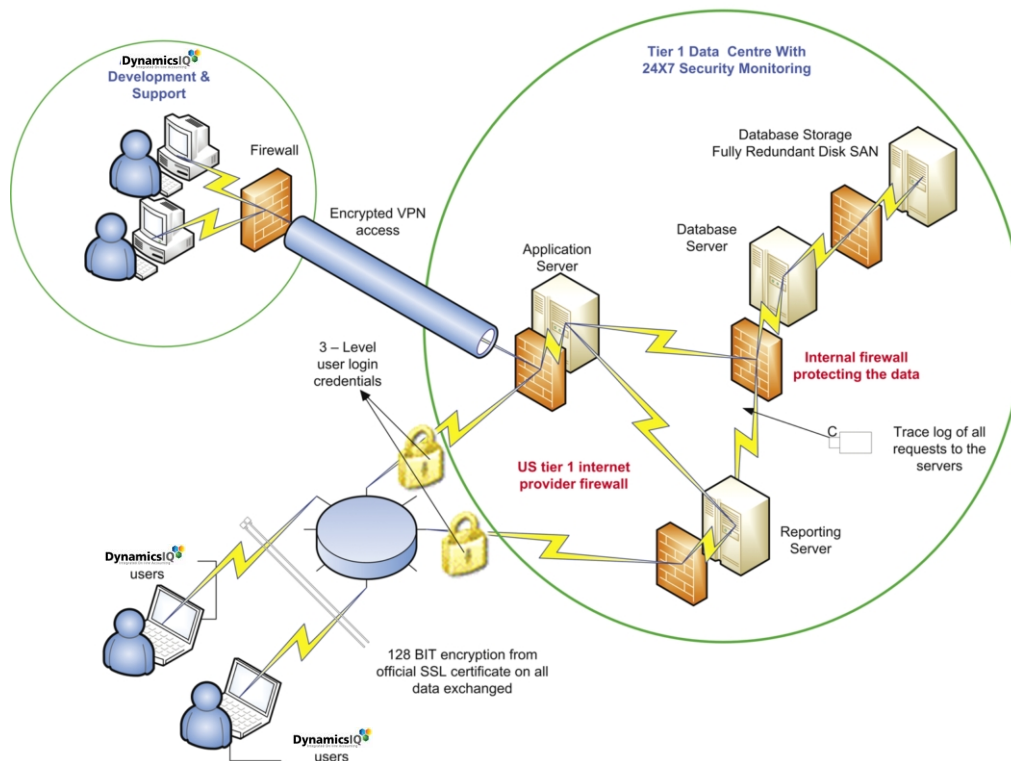 DynamicsIQ
Development &
Support
Firewall
Encrypted VPN
access
Tier 1 Data  Centre With
24X7 Security Monitoring
Database Storage
Fully Redundant Disk SAN
Database
Server
Application
Server
3 – Level
user login
credentials
Internal firewall
protecting the data
C
Trace log of all
requests to the
servers
US tier 1 internet
provider firewall
Reporting
Server
DynamicsIQ
users
128 BIT encryption from
official SSL certificate on all
data exchanged
DynamicsIQ
users